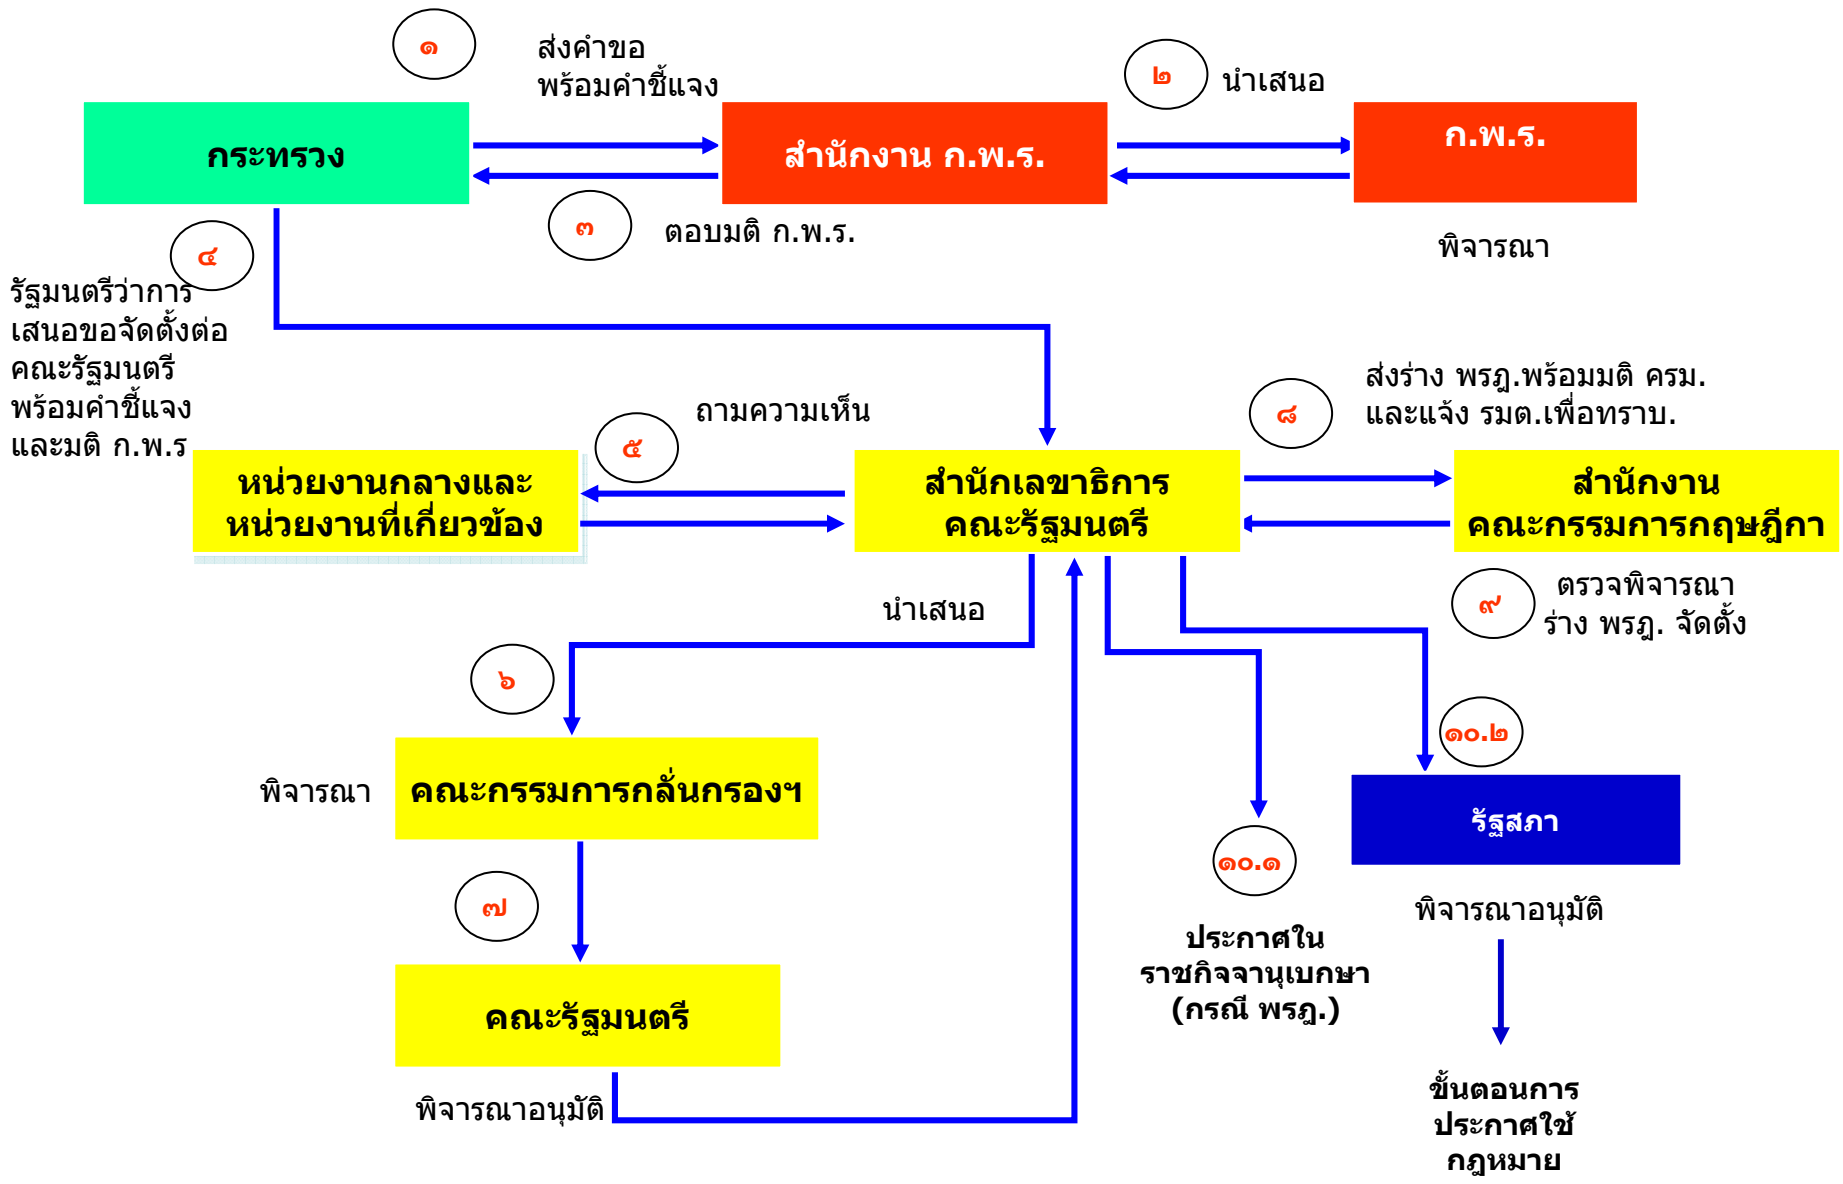 ๑
ส่งคำขอ
พร้อมคำชี้แจง
๒
นำเสนอ
กระทรวง
สำนักงาน ก.พ.ร.
ก.พ.ร.
๓
ตอบมติ ก.พ.ร.
พิจารณา
๔
รัฐมนตรีว่าการ
เสนอขอจัดตั้งต่อ
คณะรัฐมนตรี
พร้อมคำชี้แจง
และมติ ก.พ.ร
๕
ถามความเห็น
๘
ส่งร่าง พรฎ.พร้อมมติ ครม.
และแจ้ง รมต.เพื่อทราบ.
หน่วยงานกลางและ
หน่วยงานที่เกี่ยวข้อง
สำนักเลขาธิการ
คณะรัฐมนตรี
สำนักงาน
คณะกรรมการกฤษฎีกา
๙
ตรวจพิจารณา
ร่าง พรฎ. จัดตั้ง
นำเสนอ
๖
๑๐.๒
พิจารณา
คณะกรรมการกลั่นกรองฯ
รัฐสภา
๑๐.๑
๗
พิจารณาอนุมัติ
ประกาศใน
ราชกิจจานุเบกษา
(กรณี พรฎ.)
คณะรัฐมนตรี
พิจารณาอนุมัติ
ขั้นตอนการ
ประกาศใช้
กฎหมาย